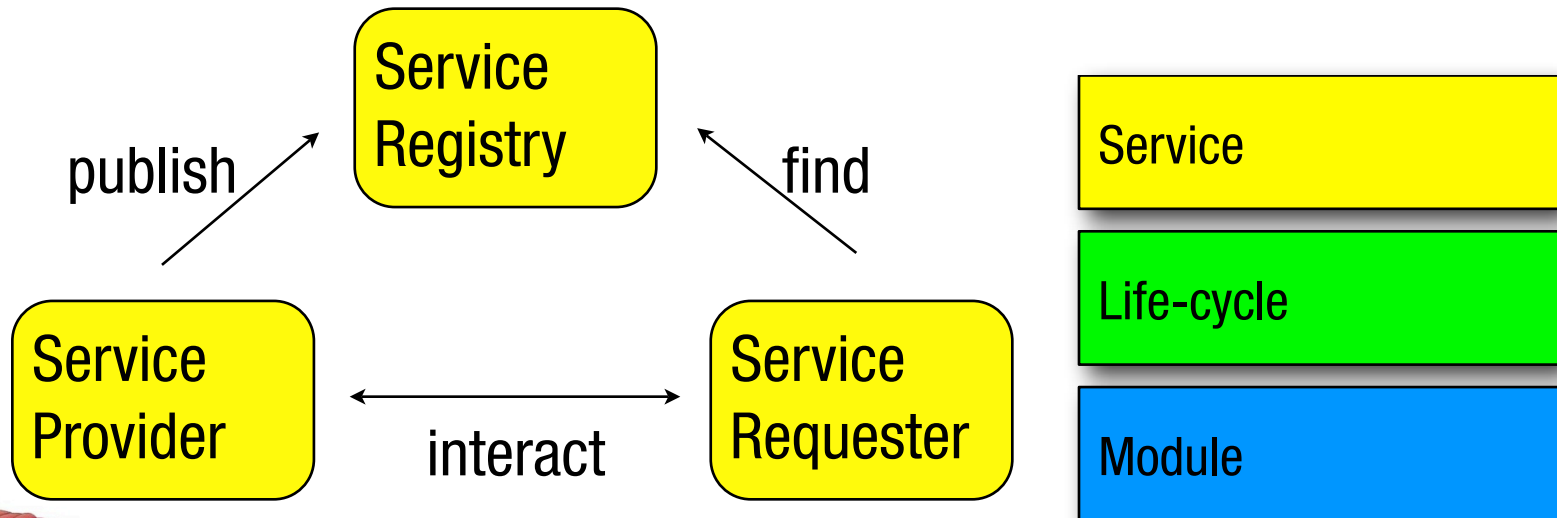 Service
Registry
publish
find
Service
Provider
interact
Service
Requester
Service
Life-cycle
Module